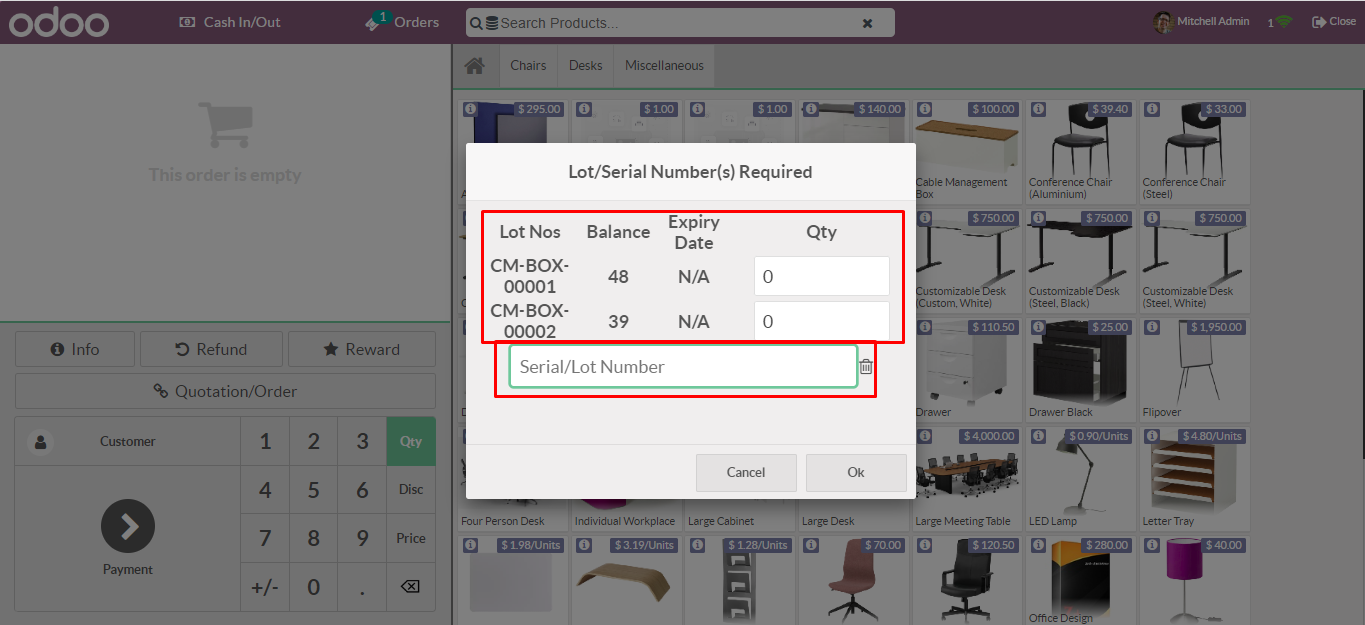 odoo
Cash In/Out
1
Orders
Search Products...
Mitchell Admin
1
Close
This order is empty
Chairs
Desks
Miscellaneous
$ 295.00
$ 1.00
$ 1.00
$ 140.00
$ 100.00
Cable Management
Box
$ 39.40
Conference Chair
(Aluminium)
$ 33.00
Conference Chair
(Steel)
$ 750.00
Customizable Desk
(Custom, White)
$ 750.00
Customizable Desk
(Steel, Black)
$ 750.00
Customizable Desk
(Steel, White)
$ 110.50
Drawer
$ 25.00
Drawer Black
$ 1,950.00
Flipover
Four Person Desk
Individual Workplace
Large Cabinet
Large Desk
$ 4,000.00
Large Meeting Table
$ 0.90/Units
LED Lamp
$ 4.80/Units
Letter Tray
$ 1.98/Units
$ 3.19/Units
$ 1.28/Units
$ 70.00
$ 120.50
$ 280.00
Office Design
$ 40.00
Lot/Serial Number(s) Required
Lot Nos
Balance
Expiry
Date
Qty
CM-BOX-
00001
48
N/A
0
CM-BOX-
00002
39
N/A
0
Serial/Lot Number
Cancel
Ok
Info
Refund
Reward
Quotation/Order
Customer
1
2
3
Qty
4
5
6
Disc
7
8
9
Price
+/-
0
.
Payment